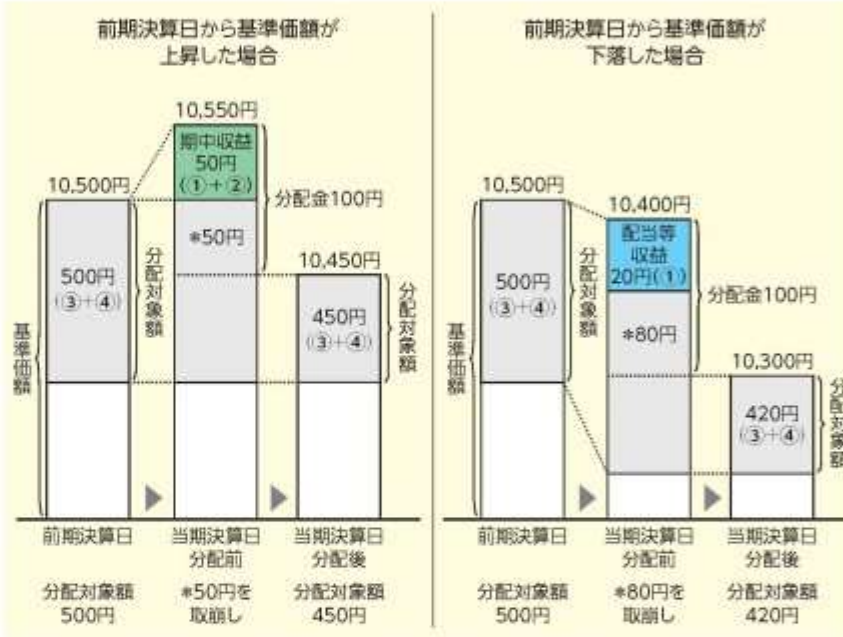 前期決算日から基準価額が
上昇した場合
10,550円
期中収益
50円
(①+②)
10,500円
分配金100円
*50円
10,450円
500円
(③+④)
分配対象額
450円
(③+④)
分配対象額
基準価額
前期決算日
当期決算日
分配前
当期決算日
分配後
分配対象額
500円
*50円を
取崩し
分配対象額
450円
前期決算日から基準価額が
下落した場合
10,500円
10,400円
配当等
収益
20円(①)
500円
(③+④)
分配対象額
分配金100円
*80円
10,300円
420円
(③+④)
分配対象額
基準価額
前期決算日
当期決算日
分配前
当期決算日
分配後
分配対象額
500円
*80円を
取崩し
分配対象額
420円